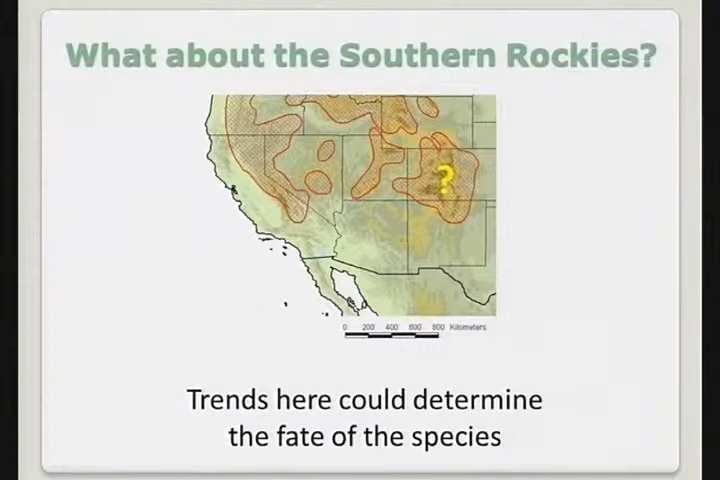 What about the Southern Rockies?
?
0 200 400 600 800 Kilometers
Trends here could determine
the fate of the species